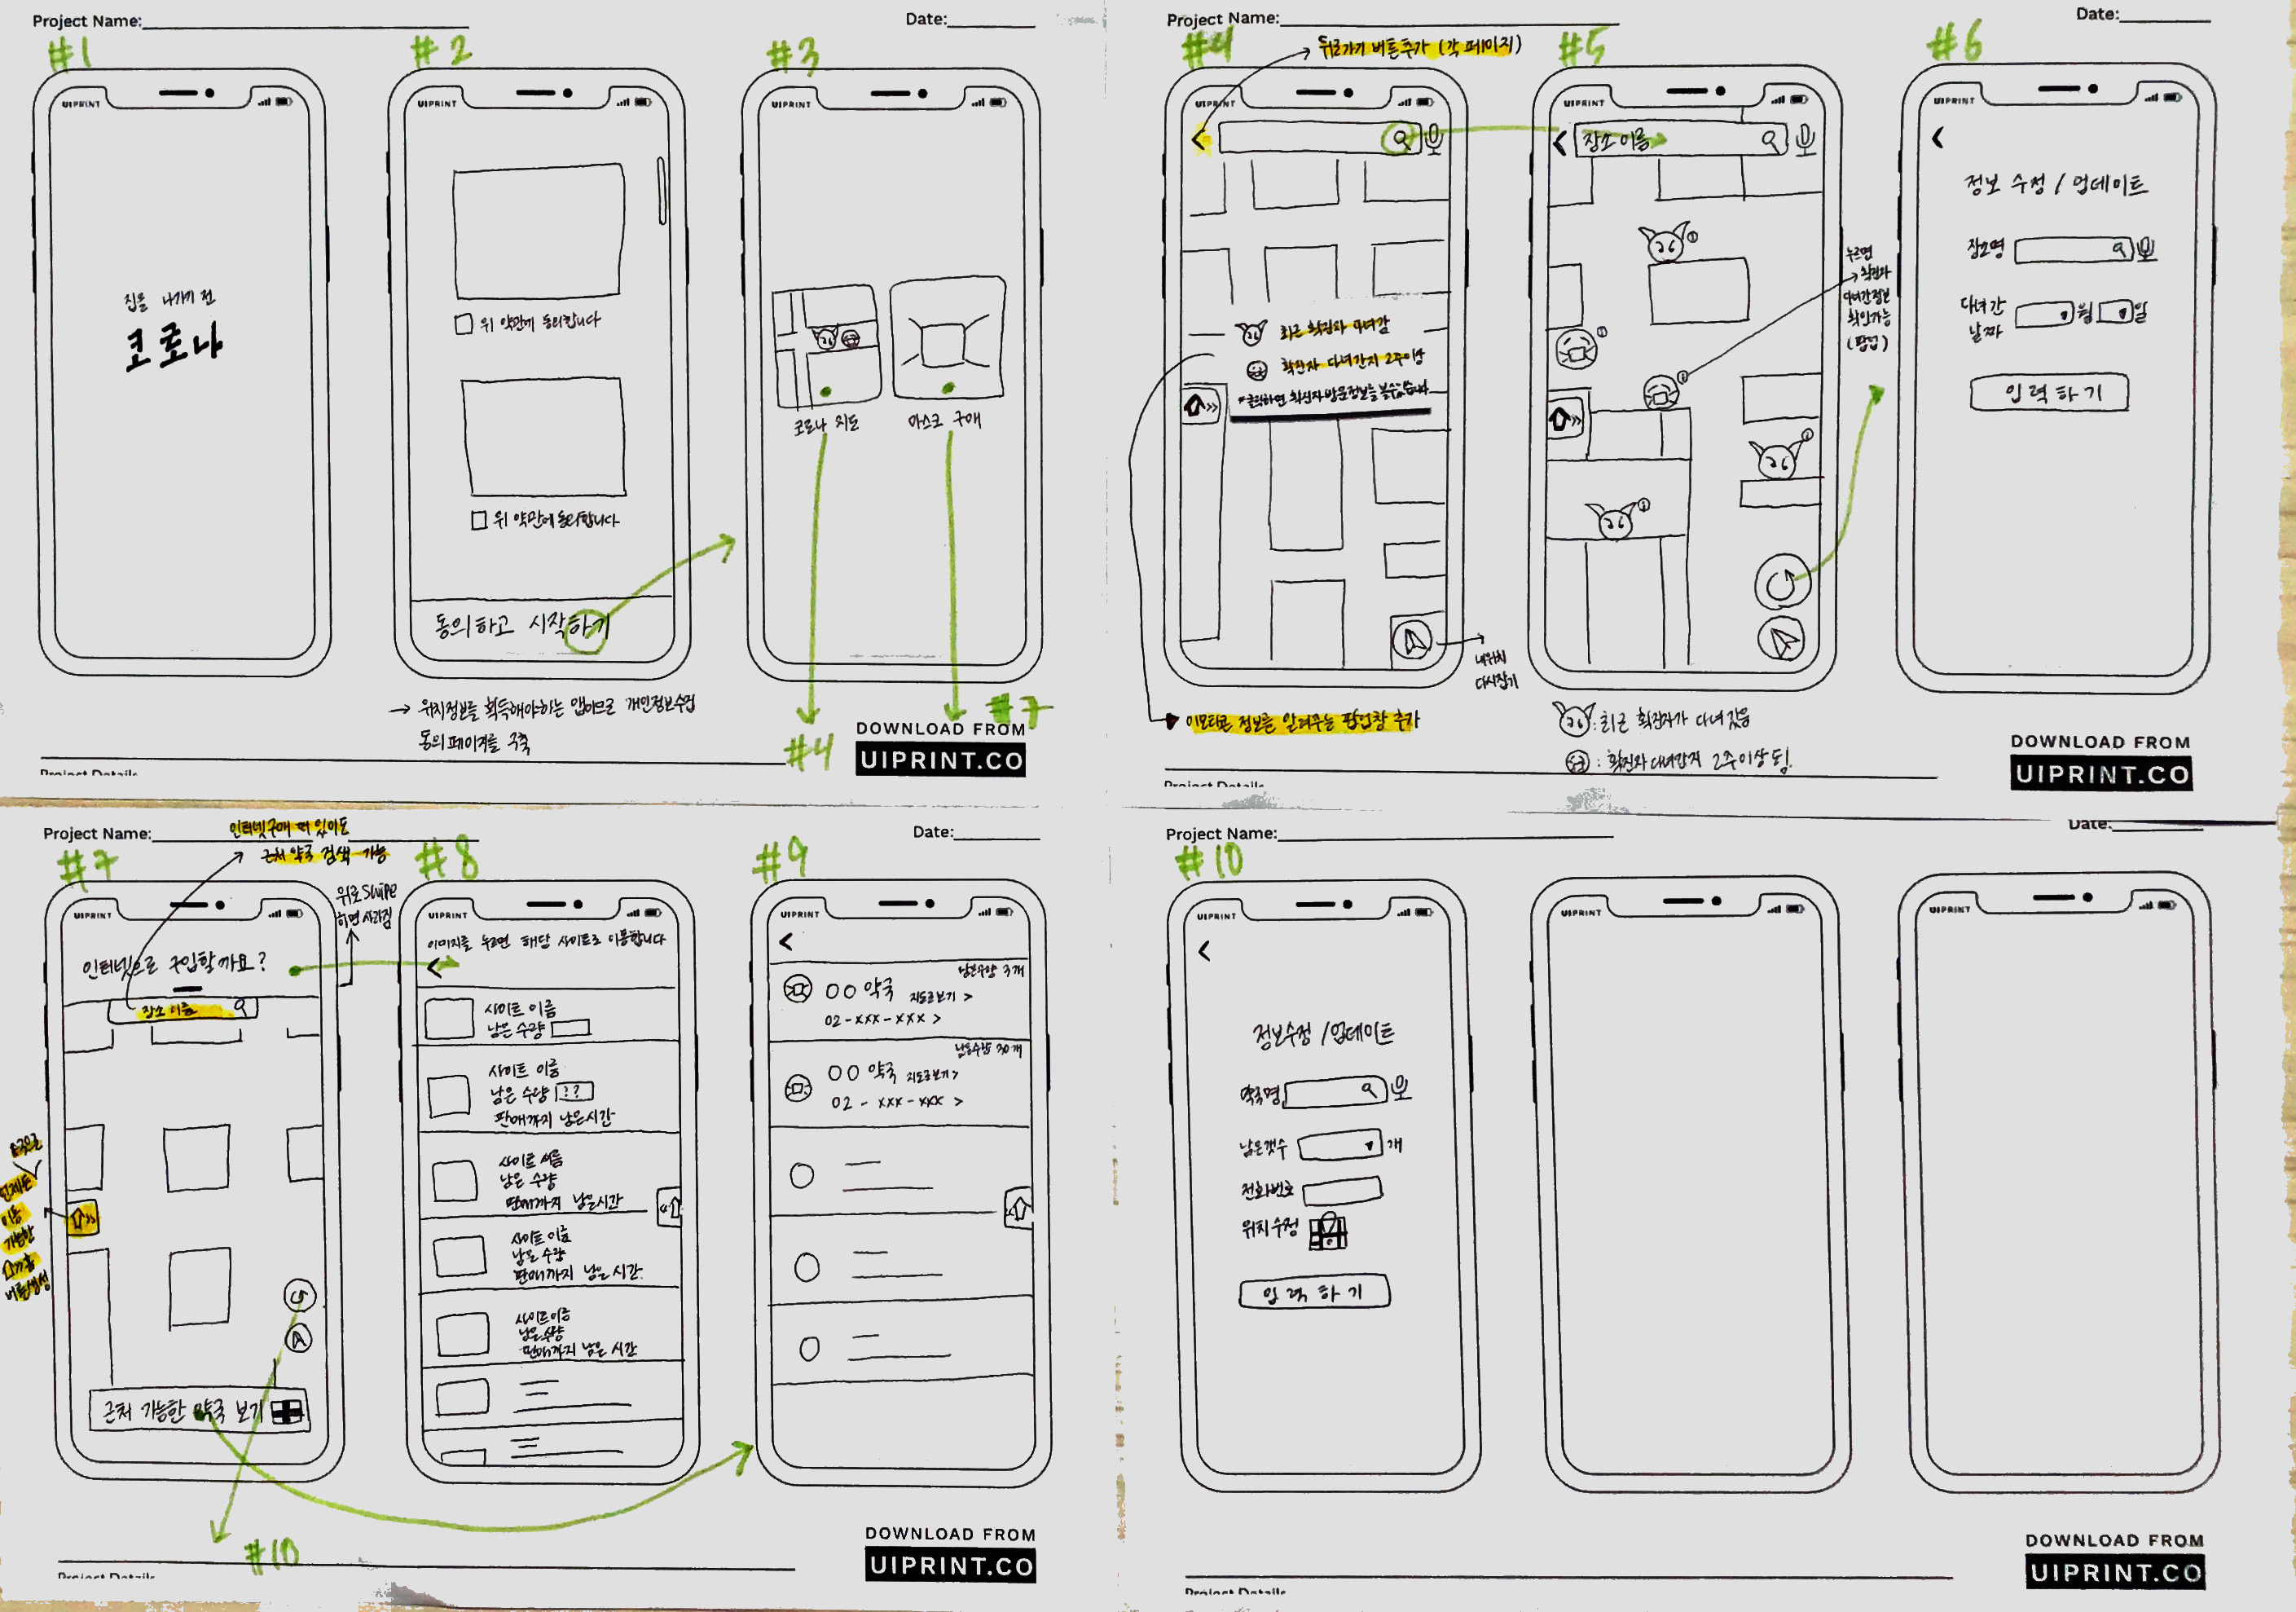 Project Name:
Date:
#1
#2
#3
UIPRINT
UIPRINT
UIPRINT
집을 나가기 전
코로나
위 약관에 동의합니다
위 약관에 동의합니다
동의하고 시작하기
코로나 지도
마스크 구매
→ 위치정보를 획득해야하는 앱이므로 개인정보수집
동의 페이지를 구축
#4
#7
DOWNLOAD FROM
UIPRINT.CO
Project Details
Project Name:
Date:
#4
뒤로가기 버튼추가 (각 페이지)
#5
#6
UIPRINT
UIPRINT
UIPRINT
최근 확진자 다녀감
확진자 다녀간지 2주이상
*클릭하면 확진자 방문정보를 볼수있습니다
내위치
다시잡기
이모티콘 정보를 알려주는 팝업창 추가
장소 이름
누르면
확진자
다녀간정보
확인가능
(팝업)
: 최근 확진자가 다녀갔음
: 확진자 다녀간지 2주이상 됨.
정보 수정 / 업데이트
장소명
다녀간
날짜
월
일
입력하기
DOWNLOAD FROM
UIPRINT.CO
Project Details
Project Name:
Date:
인터넷구매 떠 있어도
근처 약국 검색 가능
#7
#8
#9
위로 swipe
하면 사라짐
UIPRINT
UIPRINT
UIPRINT
인터넷으로 구입할까요?
장소 이름
언제든
이동
가능한
홈
버튼생성
근처 가능한 약국 보기
#10
이미지를 누르면 해당 사이트로 이동합니다
사이트 이름
남은 수량
사이트 이름
남은 수량 ??
판매까지 남은시간
사이트 이름
남은 수량
판매까지 남은시간
사이트 이름
남은 수량
판매까지 남은 시간
사이트 이름
남은 수량
판매까지 남은 시간
남은수량 3개
OO 약국 지도로보기 >
02-xxx-xxx >
남은수량 30개
OO 약국 지도로보기 >
02-xxx-xxx >
DOWNLOAD FROM
UIPRINT.CO
Project Details
Project Name:
Date:
#10
UIPRINT
UIPRINT
UIPRINT
정보수정 / 업데이트
약국명
남은갯수
개
전화번호
위치수정
입력하기
DOWNLOAD FROM
UIPRINT.CO
Project Details